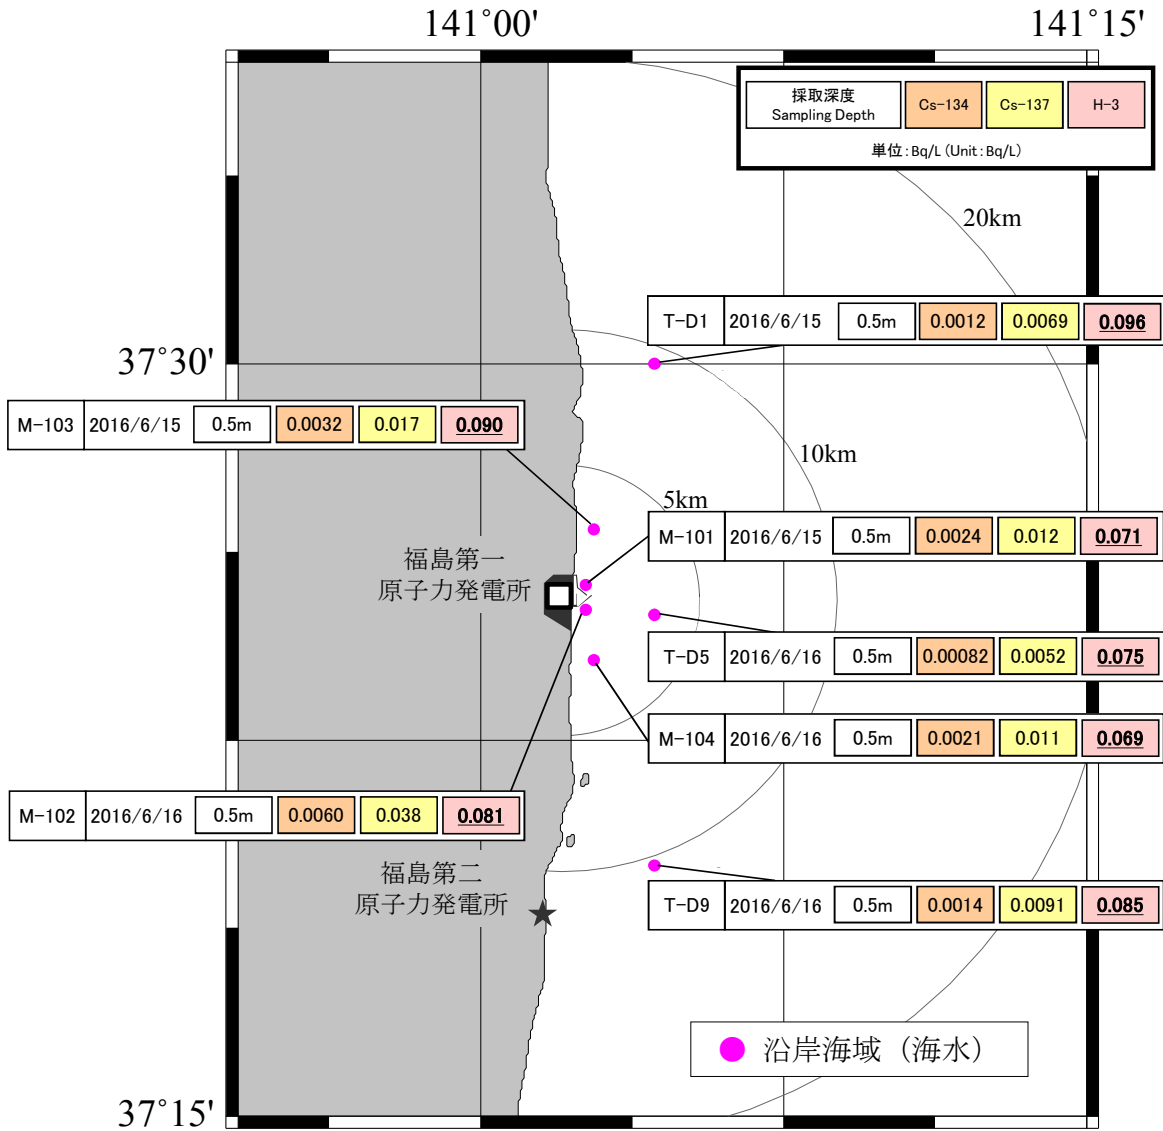 141°00'
141°15'
採取深度
Sampling Depth
Cs-134
Cs-137
H-3
単位:Bq/L (Unit:Bq/L)
20km
T-D1 2016/6/15 0.5m 0.0012 0.0069 0.096
37°30'
M-103 2016/6/15 0.5m 0.0032 0.017 0.090
10km
5km
M-101 2016/6/15 0.5m 0.0024 0.012 0.071
福島第一
原子力発電所
T-D5 2016/6/16 0.5m 0.00082 0.0052 0.075
M-104 2016/6/16 0.5m 0.0021 0.011 0.069
M-102 2016/6/16 0.5m 0.0060 0.038 0.081
福島第二
原子力発電所
T-D9 2016/6/16 0.5m 0.0014 0.0091 0.085
沿岸海域（海水）
37°15'